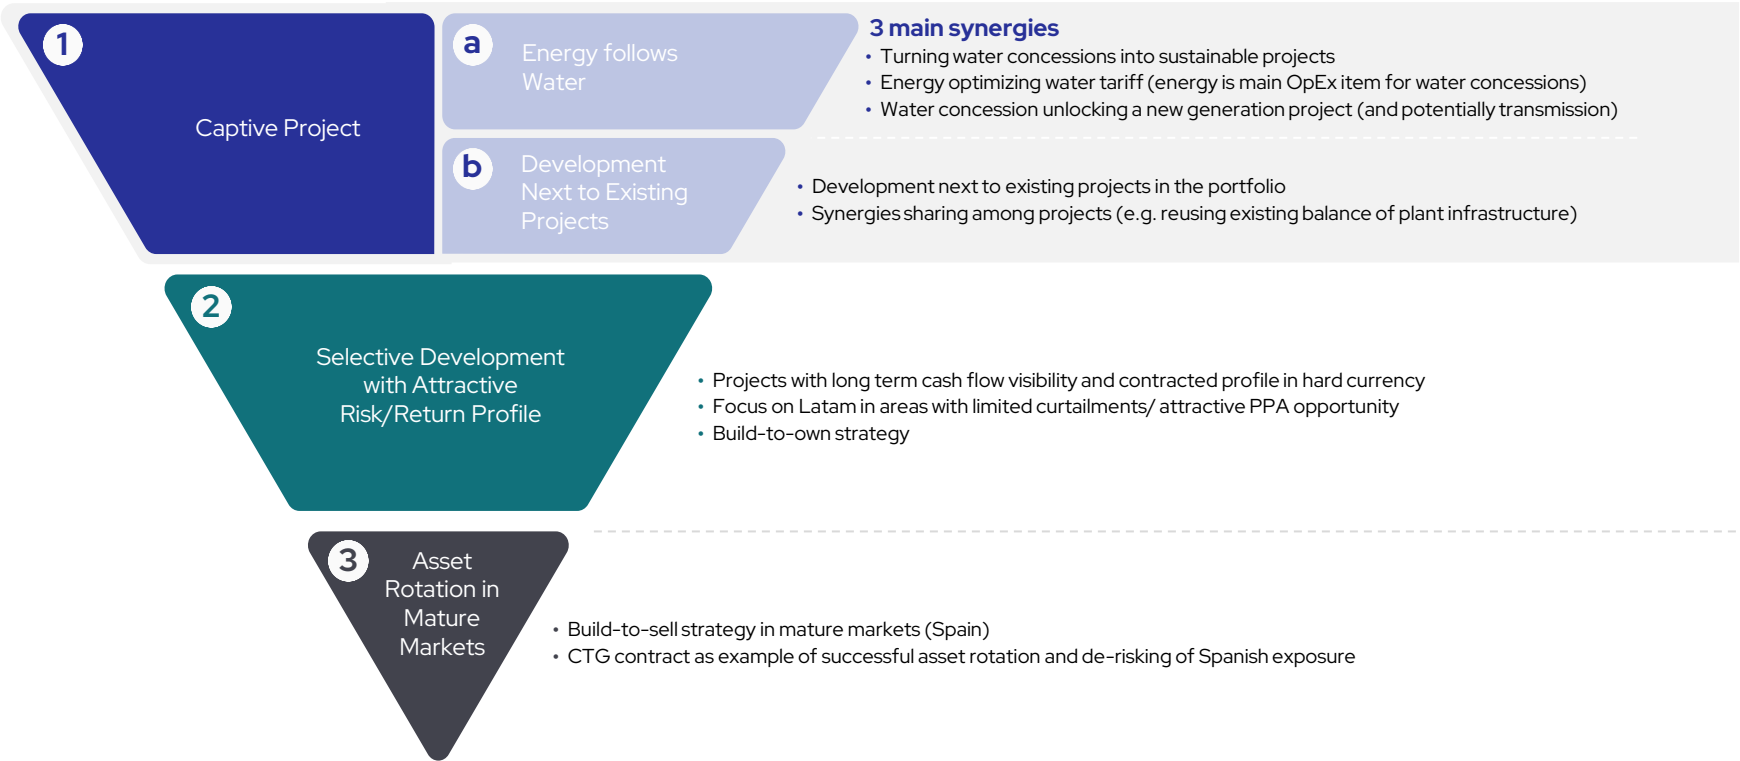 1
Captive Project
a
Energy follows
Water
3 main synergies
• Turning water concessions into sustainable projects
• Energy optimizing water tariff (energy is main OpEx item for water concessions)
• Water concession unlocking a new generation project (and potentially transmission)
b
Development
Next to Existing
Projects
• Development next to existing projects in the portfolio
• Synergies sharing among projects (e.g. reusing existing balance of plant infrastructure)
2
Selective Development
with Attractive
Risk/Return Profile
• Projects with long term cash flow visibility and contracted profile in hard currency
• Focus on Latam in areas with limited curtailments/ attractive PPA opportunity
• Build-to-own strategy
3
Asset
Rotation in
Mature
Markets
• Build-to-sell strategy in mature markets (Spain)
• CTG contract as example of successful asset rotation and de-risking of Spanish exposure